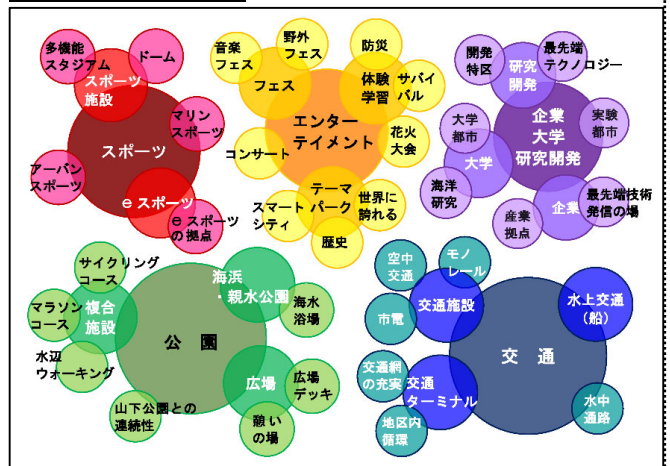 多機能
スタジアム
ドーム
スポーツ
施設
スポーツ
マリン
スポーツ
アーバン
スポーツ
eスポーツ
eスポーツ
の拠点
音楽
フェス
野外
フェス
防災
フェス
体験
学習
サバイ
バル
エンター
テイメント
花火
大会
コンサート
テーマ
パーク
世界に
誇れる
スマート
シティ
歴史
開発
特区
研究
開発
最先端
テクノロジー
企業
大学
研究開発
実験
都市
大学
都市
大学
海洋
研究
企業
最先端技術
発信の場
産業
拠点
サイクリング
コース
海浜
・親水公園
マラソン
コース
複合
施設
海水
浴場
公 園
水辺
ウォーキング
広場
広場
デッキ
山下公園との
連続性
憩いの場
空中
交通
モノ
レール
交通施設
水上交通
(船)
市電
交 通
交通網
の充実
交通
ターミナル
地区内
循環
水中
通路